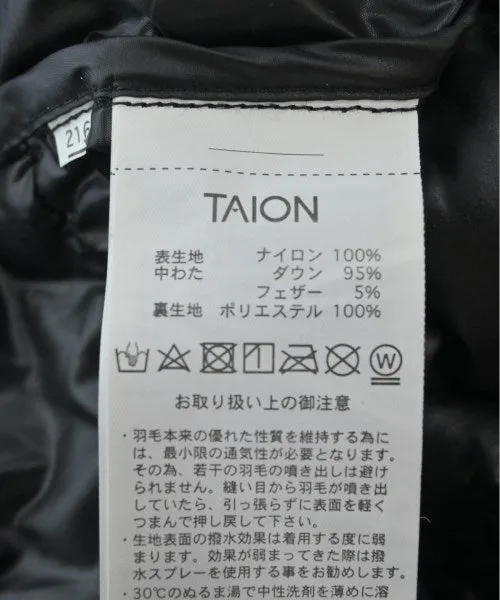 216
TAION
表生地 ナイロン 100%
中わた ダウン 95%
フェザー 5%
裏生地 ポリエステル 100%
W
お取り扱い上の御注意
・羽毛本来の優れた性質を維持する為に
は、最小限の通気性が必要となります。
その為、若干の羽毛の噴き出しは避け
られません。縫い目から羽毛が噴き出
していたら、引っ張らずに表面を軽く
つまんで押し戻して下さい。
・生地表面の撥水効果は着用する度に弱
まります。効果が弱まってきた際は撥
水スプレーを使用する事をお勧めします。
・30℃のぬるま湯で中性洗剤を薄めに溶